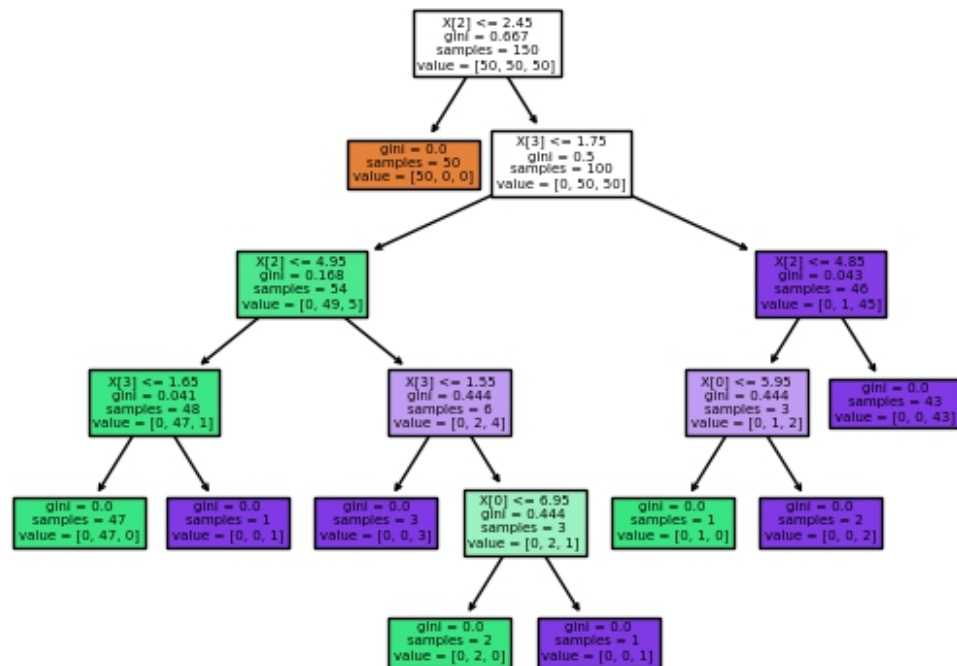 X[2] <= 2.45
gini = 0.667
samples = 150
value = [50, 50, 50]
gini = 0.0
samples = 50
value = [50, 0, 0]
X[3] <= 1.75
gini = 0.5
samples = 100
value = [0, 50, 50]
X[2] <= 4.95
gini = 0.168
samples = 54
value = [0, 49, 5]
X[2] <= 4.85
gini = 0.043
samples = 46
value = [0, 1, 45]
X[3] <= 1.65
gini = 0.041
samples = 48
value = [0, 47, 1]
X[3] <= 1.55
gini = 0.444
samples = 6
value = [0, 2, 4]
X[0] <= 5.95
gini = 0.444
samples = 3
value = [0, 1, 2]
gini = 0.0
samples = 43
value = [0, 0, 43]
gini = 0.0
samples = 47
value = [0, 47, 0]
gini = 0.0
samples = 1
value = [0, 0, 1]
gini = 0.0
samples = 3
value = [0, 0, 3]
X[0] <= 6.95
gini = 0.444
samples = 3
value = [0, 2, 1]
gini = 0.0
samples = 1
value = [0, 1, 0]
gini = 0.0
samples = 2
value = [0, 0, 2]
gini = 0.0
samples = 2
value = [0, 2, 0]
gini = 0.0
samples = 1
value = [0, 0, 1]